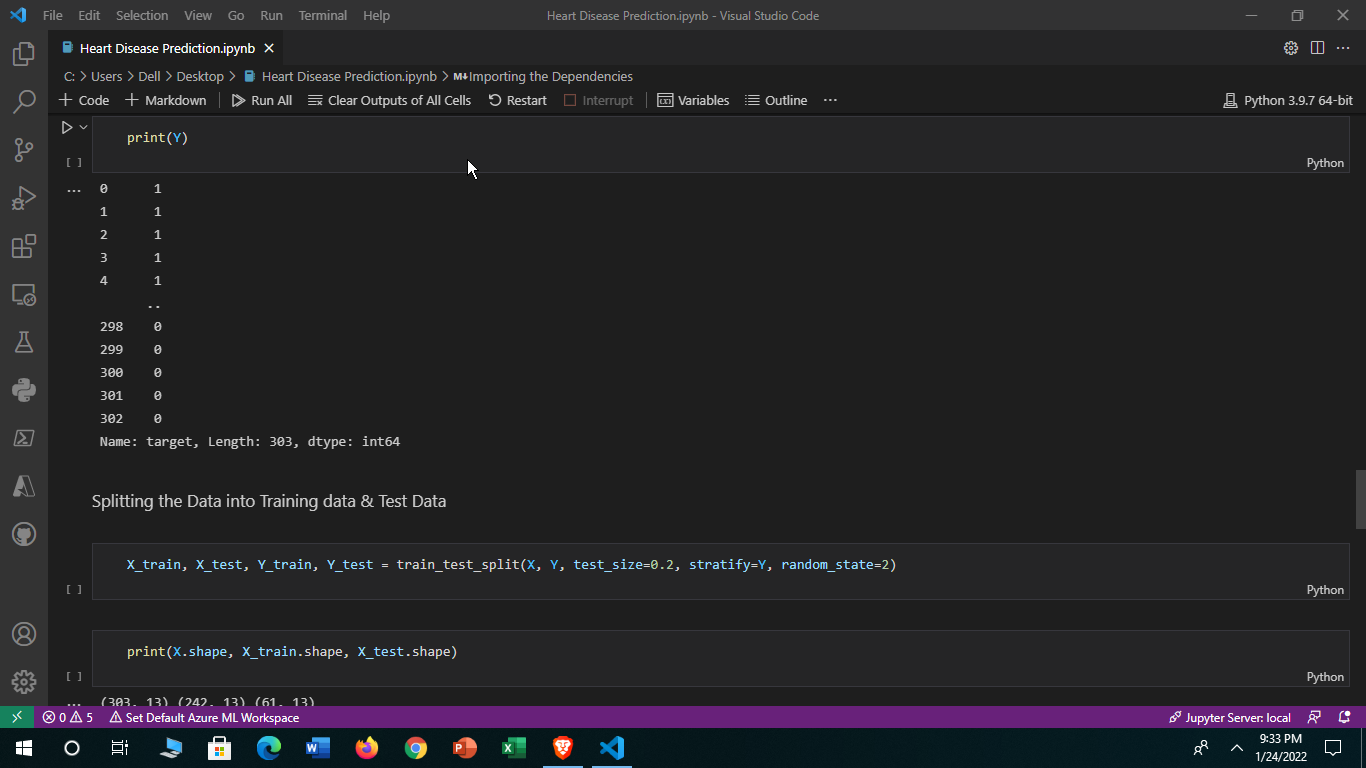 File Edit Selection View Go Run Terminal Help Heart Disease Prediction.ipynb - Visual Studio Code
Heart Disease Prediction.ipynb
C: > Users > Dell > Desktop > Heart Disease Prediction.ipynb > M↓Importing the Dependencies
+ Code + Markdown Run All Clear Outputs of All Cells Restart Interrupt Variables Outline ... Python 3.9.7 64-bit
print(Y)
[ ] Python
... 0 1
1 1
2 1
3 1
4 1
..
298 0
299 0
300 0
301 0
302 0
Name: target, Length: 303, dtype: int64
Splitting the Data into Training data & Test Data
X_train, X_test, Y_train, Y_test = train_test_split(X, Y, test_size=0.2, stratify=Y, random_state=2)
[ ] Python
print(X.shape, X_train.shape, X_test.shape)
[ ] Python
... (303, 13) (242, 13) (61, 13)
0 5 Set Default Azure ML Workspace Jupyter Server: local
9:33 PM
1/24/2022